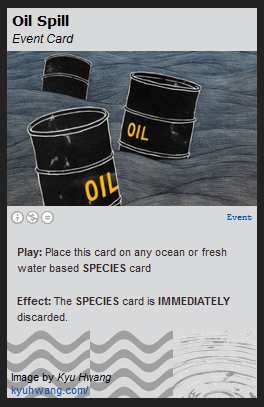 Oil Spill
Event Card
OIL
OIL
Event
Play: Place this card on any ocean or fresh
water based SPECIES card
Effect: The SPECIES card is IMMEDIATELY
discarded.
Image by Kyu Hwang
kyuhwang.com/